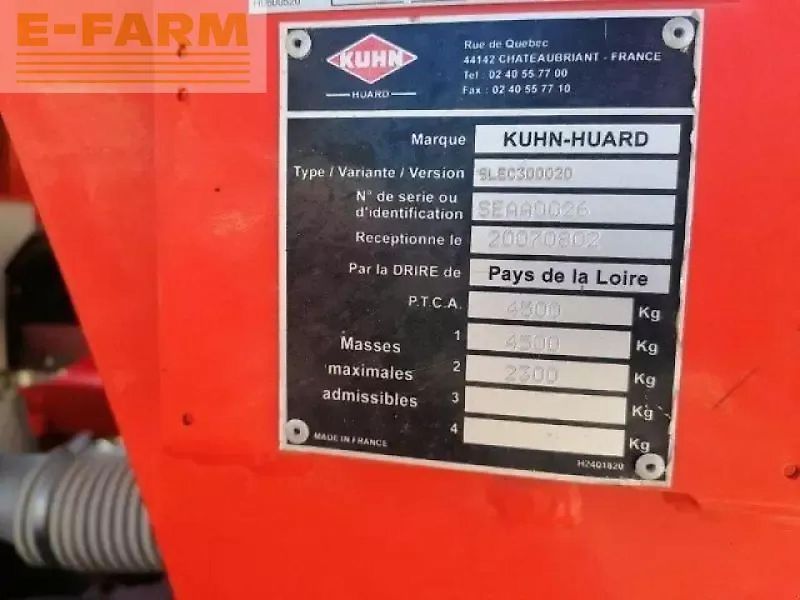 E-FARM
TRUSTED MACHINERY
KUHN
HUARD
Rue de Quebec
44142 CHATEAUBRIANT - FRANCE
Tel : 02 40 55 77 00
Fax : 02 40 55 77 10
Marque KUHN-HUARD
Type / Variante / Version SLEC300020
N° de serie ou
d'identification SEAA0026
Receptionne le 20070802
Par la DRIRE de Pays de la Loire
P.T.C.A. 4500 Kg
1 4500 Kg
Masses
maximales
admissibles
2 2300 Kg
3 Kg
4 Kg
MADE IN FRANCE
H2401820